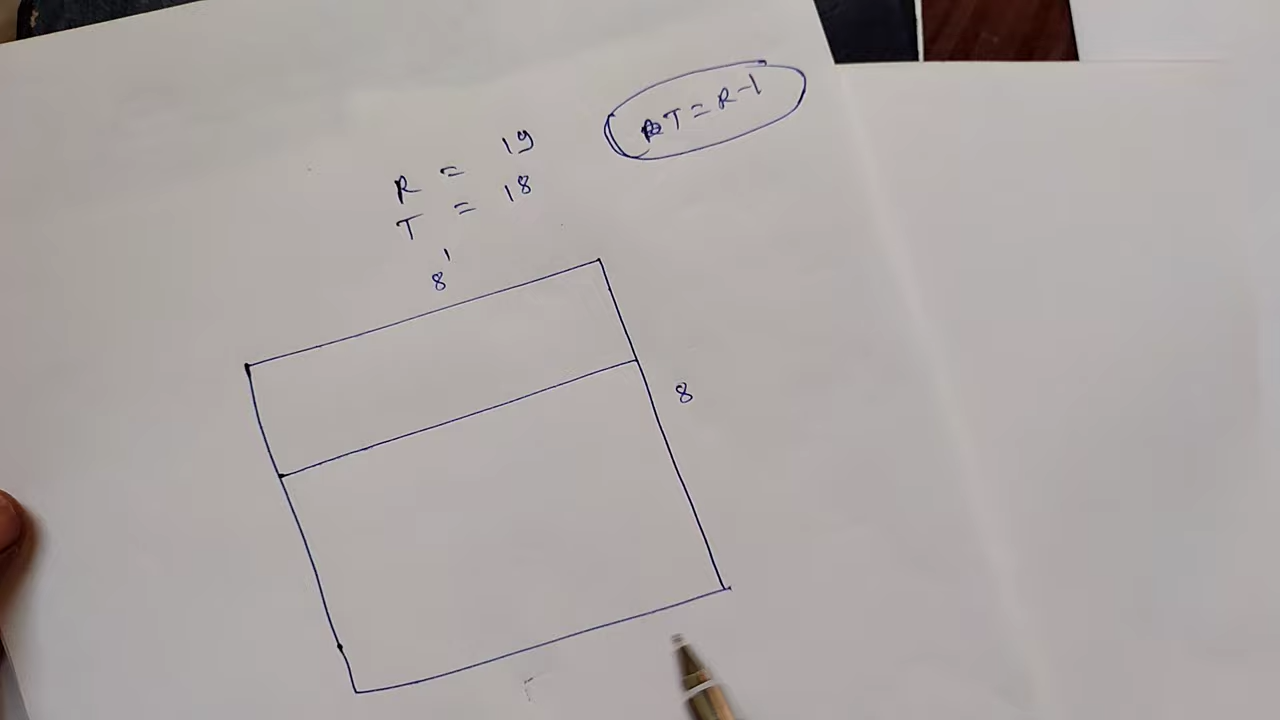 T = R-1
R = 19
T = 18
8'
8